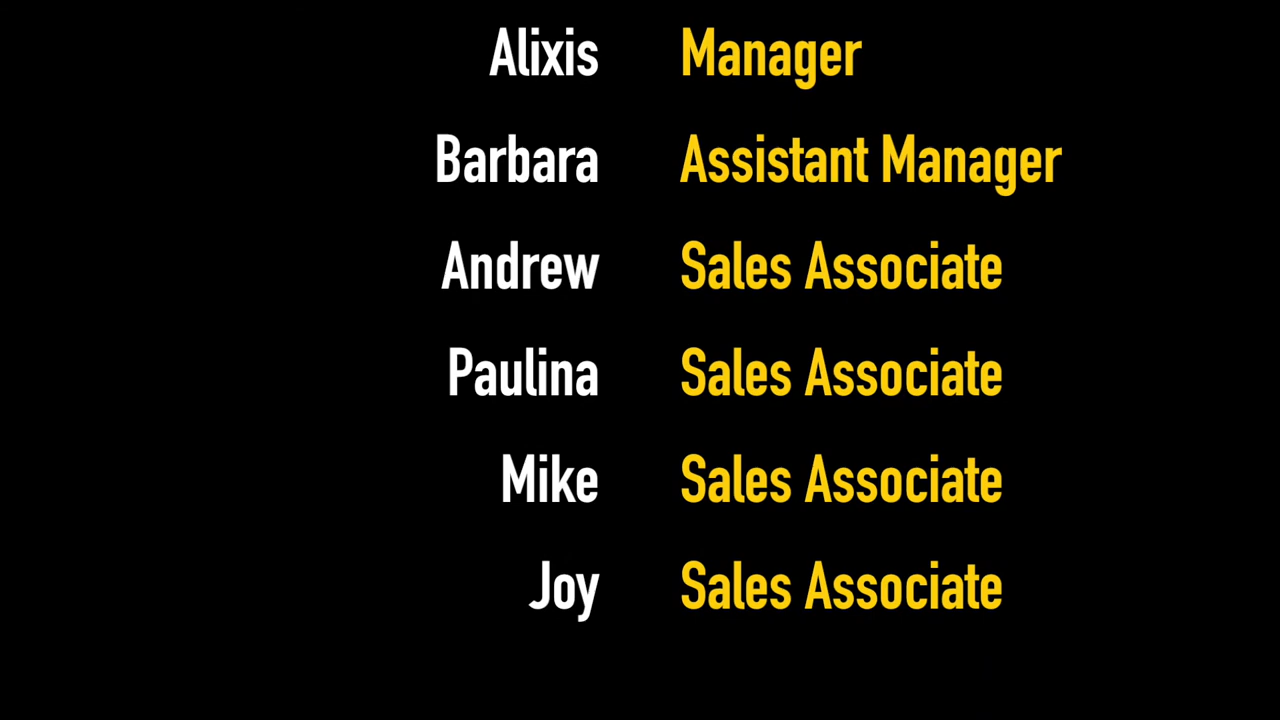 Alixis Manager
Barbara Assistant Manager
Andrew Sales Associate
Paulina Sales Associate
Mike Sales Associate
Joy Sales Associate